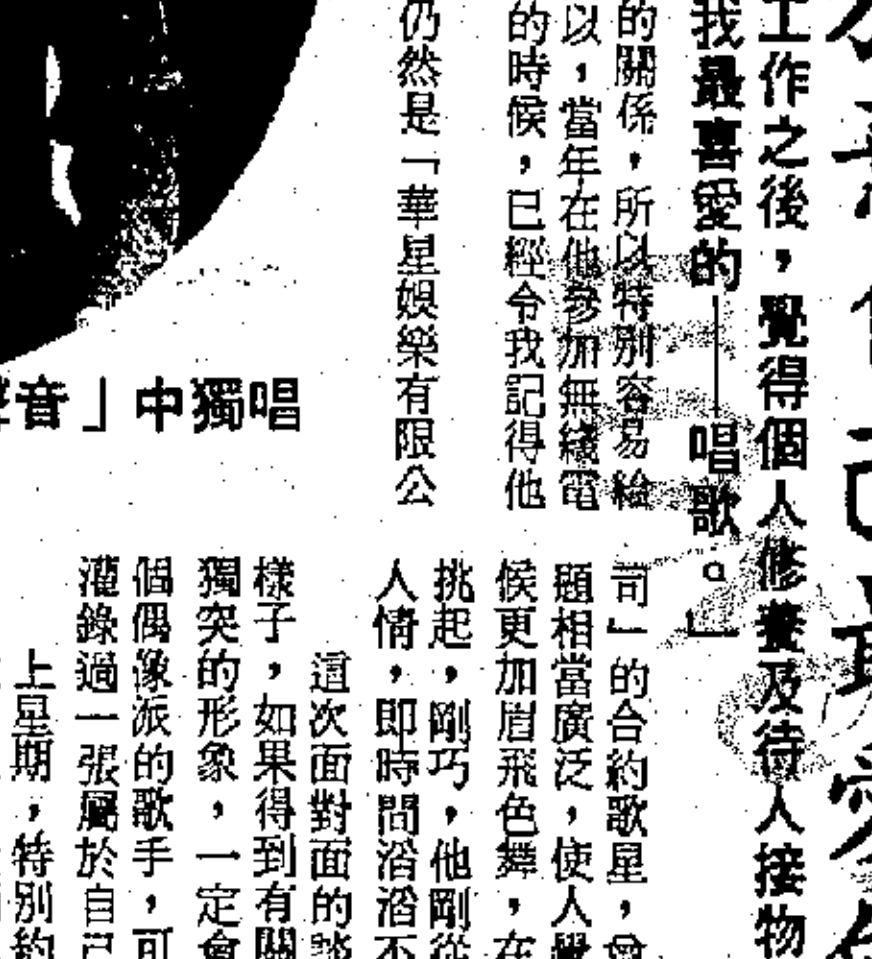 工作之後，覺得個人修養及待人接物
我最喜愛的——唱歌。」
的關係，所以特別容易給
以，當年在他參加無綫電
的時候，已經令我記得他
仍然是「華星娛樂有限公
司」的合約歌星，曾
題相當廣泛，使人覺
候更加眉飛色舞，在
挑起，剛巧，他剛從
人情，即時間滔滔不
這次面對面的談
樣子，如果得到有關
獨突的形象，一定會
個偶像派的歌手，可
灌錄過一張屬於自己
上星期，特別約
聲音」中獨唱